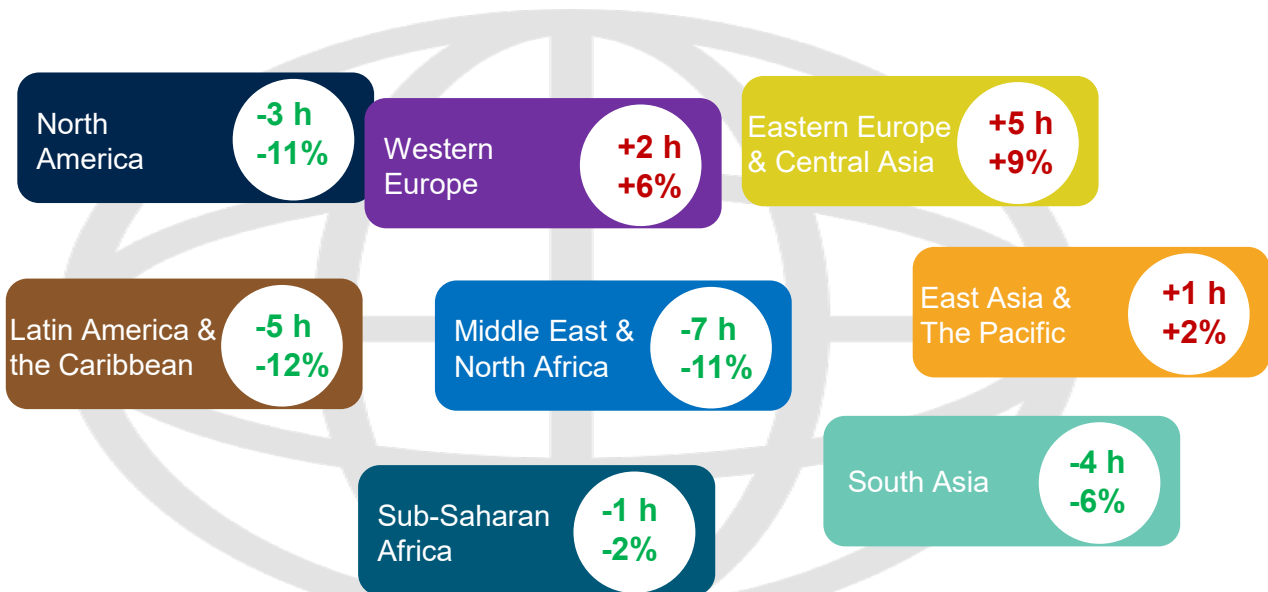 North
America
-3 h
-11%
Western
Europe
+2 h
+6%
Eastern Europe
& Central Asia
+5 h
+9%
Latin America &
the Caribbean
-5 h
-12%
Middle East &
North Africa
-7 h
-11%
East Asia &
The Pacific
+1 h
+2%
Sub-Saharan
Africa
-1 h
-2%
South Asia
-4 h
-6%